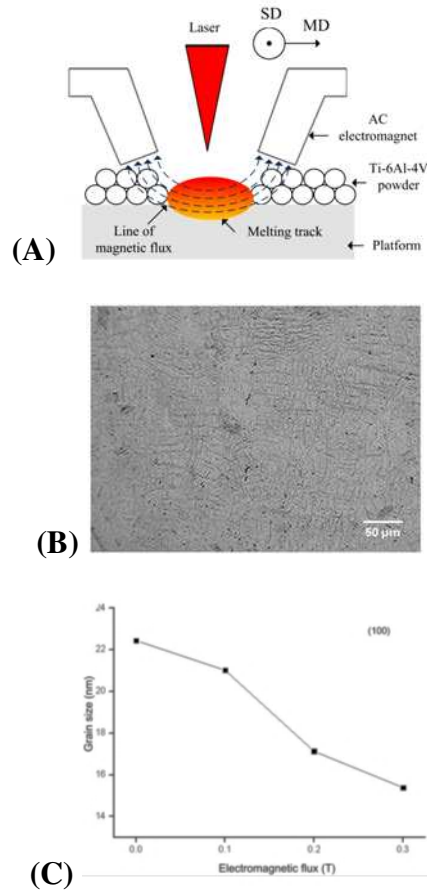 SD
MD
Laser
AC
electromagnet
Ti-6Al-4V
powder
Line of
magnetic flux
Melting track
Platform
(A)
50 μm
(B)
24
22
20
18
16
14
Grain size (nm)
(100)
0.0 0.1 0.2 0.3
Electromagnetic flux (T)
(C)